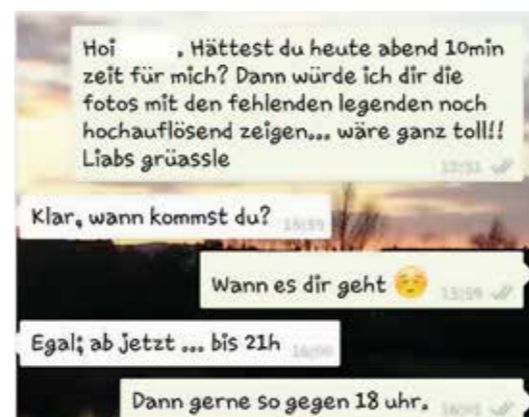 Hoi , Hättest du heute abend 10min
zeit für mich? Dann würde ich dir die
fotos mit den fehlenden legenden noch
hochauflösend zeigen... wäre ganz toll!!
Liabs grüassle
Klar, wann kommst du?
Wann es dir geht
Egal; ab jetzt ... bis 21h
Dann gerne so gegen 18 uhr.